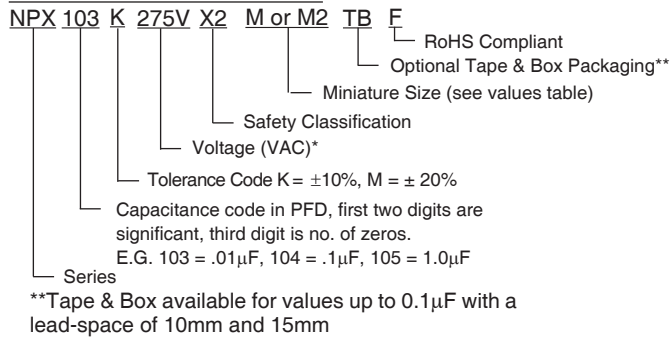 NPX 103 K 275V X2 M or M2 TB F
RoHS Compliant
Optional Tape & Box Packaging**
Miniature Size (see values table)
Safety Classification
Voltage (VAC)*
Tolerance Code K = ±10%, M = ± 20%
Capacitance code in PFD, first two digits are
significant, third digit is no. of zeros.
E.G. 103 = .01µF, 104 = .1µF, 105 = 1.0µF
Series
**Tape & Box available for values up to 0.1µF with a
lead-space of 10mm and 15mm